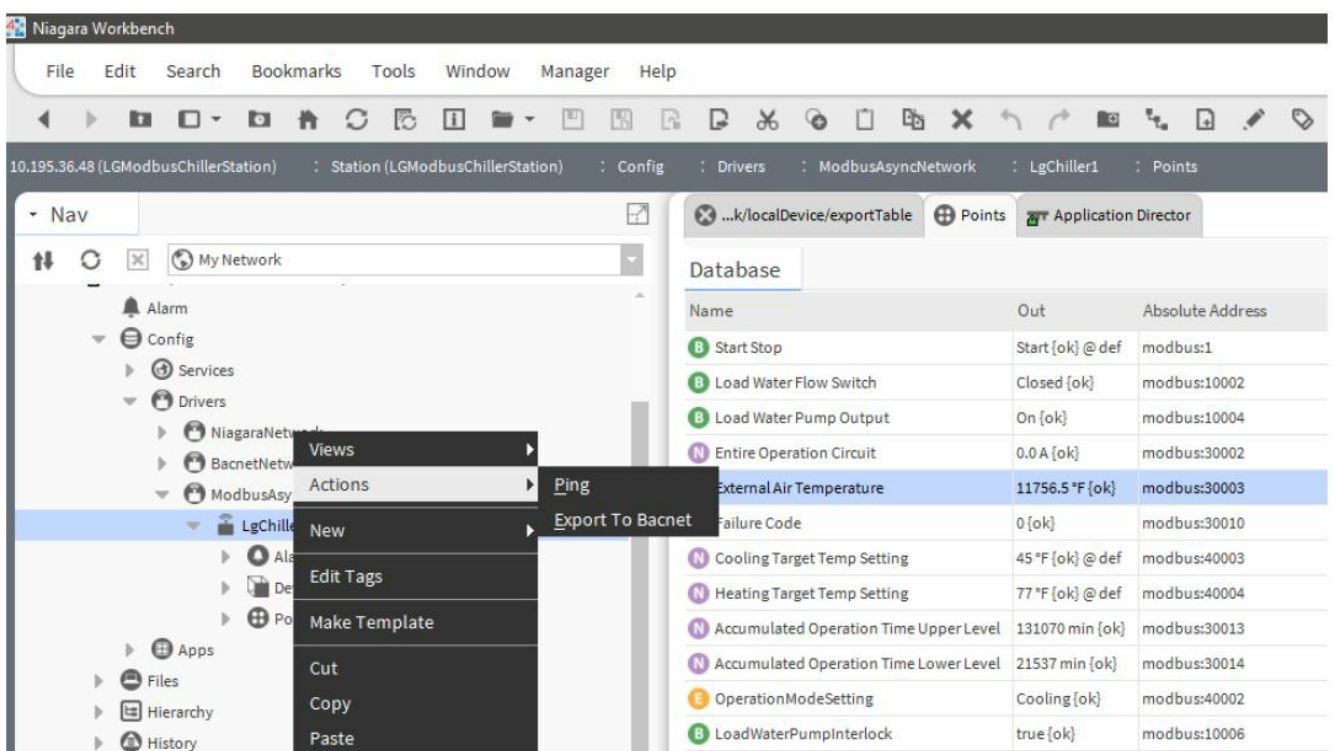 Niagara Workbench
File Edit Search Bookmarks Tools Window Manager Help
10.195.36.48 (LGModbusChillerStation) : Station (LGModbusChillerStation) : Config : Drivers : ModbusAsyncNetwork : LgChiller1 : Points
Nav
My Network
Alarm
Config
Services
Drivers
NiagaraNetwork
BacnetNetw
ModbusAsy
LgChille
Ala
De
Po
Apps
Files
Hierarchy
History
Views
Actions
New
Edit Tags
Make Template
Cut
Copy
Paste
Ping
Export To Bacnet
...k/localDevice/exportTable Points Application Director
Database
Name Out Absolute Address
B Start Stop Start {ok} @ def modbus:1
B Load Water Flow Switch Closed {ok} modbus:10002
B Load Water Pump Output On {ok} modbus:10004
N Entire Operation Circuit 0.0 A {ok} modbus:30002
External Air Temperature 11756.5 °F {ok} modbus:30003
Failure Code 0 {ok} modbus:30010
N Cooling Target Temp Setting 45 °F {ok} @ def modbus:40003
N Heating Target Temp Setting 77 °F {ok} @ def modbus:40004
N Accumulated Operation Time Upper Level 131070 min {ok} modbus:30013
N Accumulated Operation Time Lower Level 21537 min {ok} modbus:30014
E OperationModeSetting Cooling {ok} modbus:40002
B LoadWaterPumpInterlock true {ok} modbus:10006